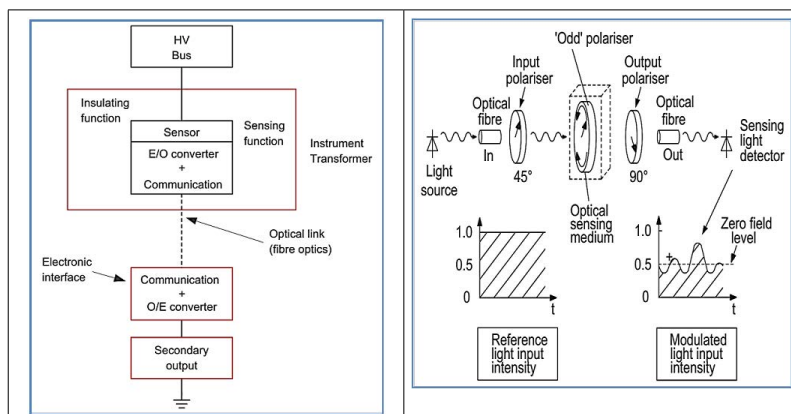 HV
Bus
Insulating
function
Sensor
E/O converter
+
Communication
Sensing
function
Instrument
Transformer
Optical link
(fibre optics)
Electronic
interface
Communication
+
O/E converter
Secondary
output
'Odd' polariser
Input
polariser
Output
polariser
Optical
fibre
In
Optical
fibre
Out
Sensing
light
detector
Light
source
45°
90°
Optical
sensing
medium
Zero field
level
1.0
0.5
0
t
1.0
0.5
0
+
t
Reference
light input
intensity
Modulated
light input
intensity